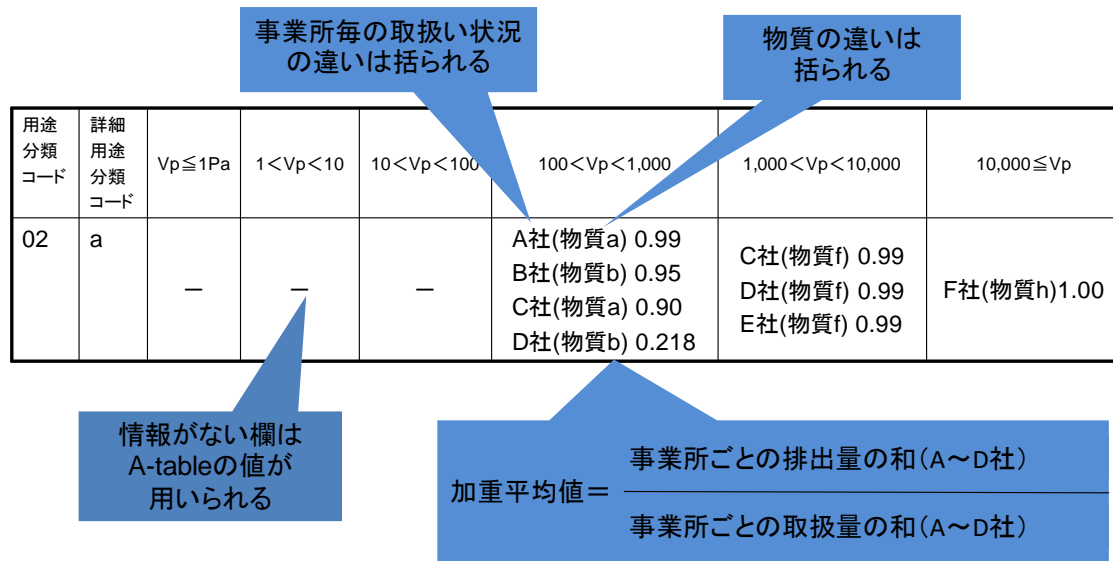 事業所毎の取扱い状況
の違いは括られる
物質の違いは
括られる
用途
分類
コード
詳細
用途
分類
コード
Vp≦1Pa
1<Vp<10
10<Vp<100
100<Vp<1,000
1,000<Vp<10,000
10,000≦Vp
02
a
－
－
－
A社(物質a) 0.99
B社(物質b) 0.95
C社(物質a) 0.90
D社(物質b) 0.218
C社(物質f) 0.99
D社(物質f) 0.99
E社(物質f) 0.99
F社(物質h)1.00
情報がない欄は
A-tableの値が
用いられる
加重平均値＝
事業所ごとの排出量の和（A～D社）
事業所ごとの取扱量の和（A～D社）